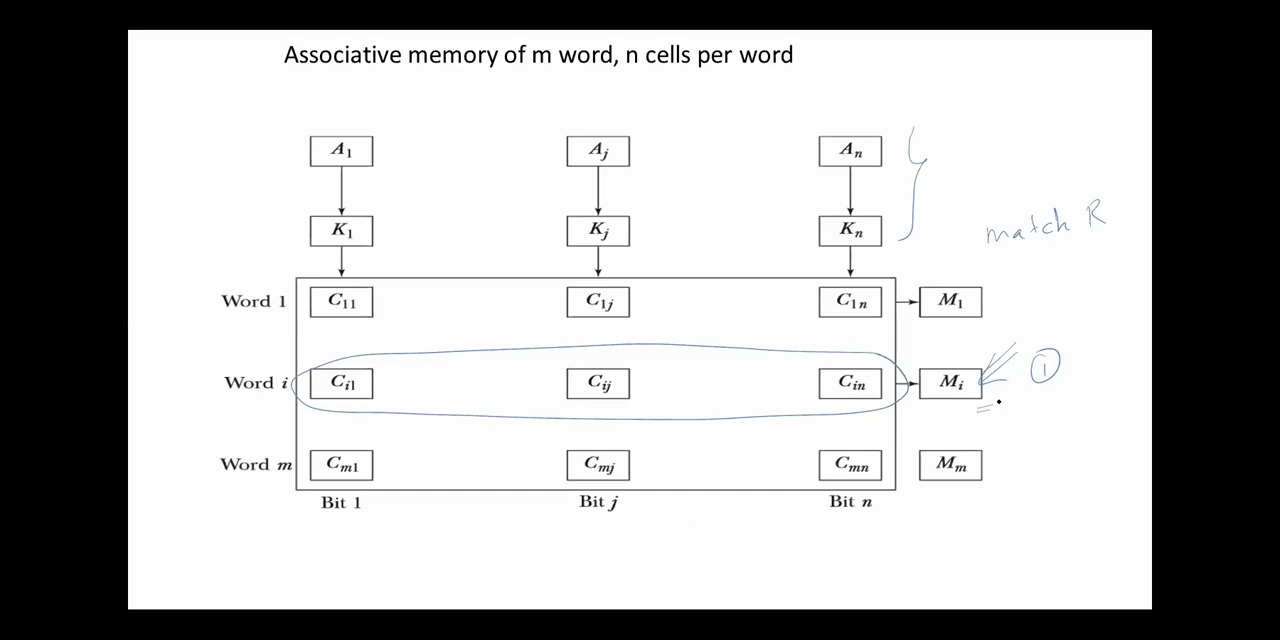 Associative memory of m word, n cells per word
A1 Aj An
K1 Kj Kn
match R
Word 1 C11 C1j C1n M1
Word i Ci1 Cij Cin Mi 1
Word m Cm1 Cmj Cmn Mm
Bit 1 Bit j Bit n